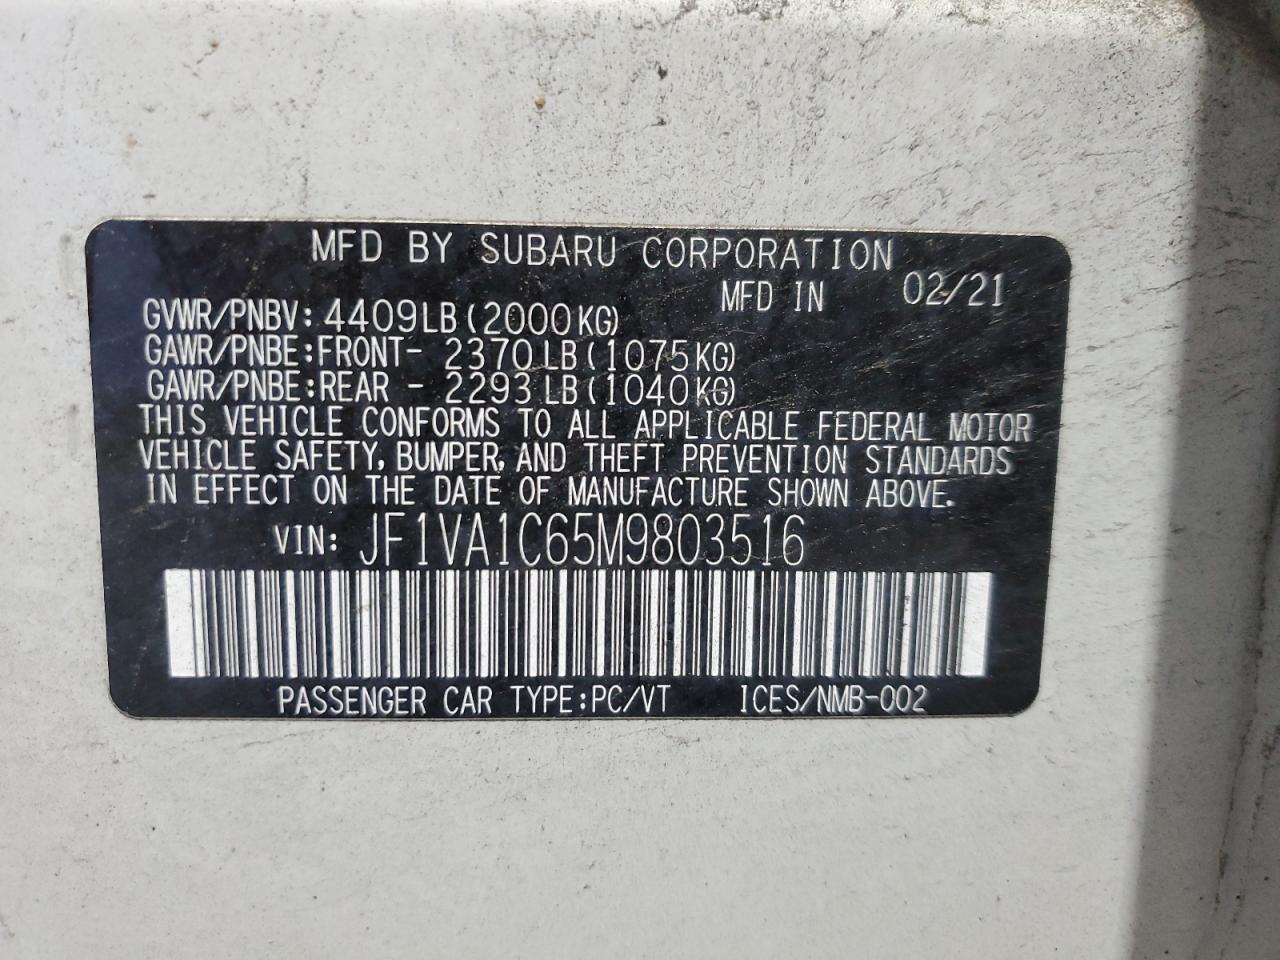 MFD BY SUBARU CORPORATION
MFD IN 02/21
GVWR/PNBV: 4409LB(2000KG)
GAWR/PNBE:FRONT- 2370LB(1075KG)
GAWR/PNBE:REAR - 2293LB(1040KG)
THIS VEHICLE CONFORMS TO ALL APPLICABLE FEDERAL MOTOR
VEHICLE SAFETY, BUMPER, AND THEFT PREVENTION STANDARDS
IN EFFECT ON THE DATE OF MANUFACTURE SHOWN ABOVE.
VIN: JF1VA1C65M9803516
PASSENGER CAR TYPE:PC/VT ICES/NMB-002